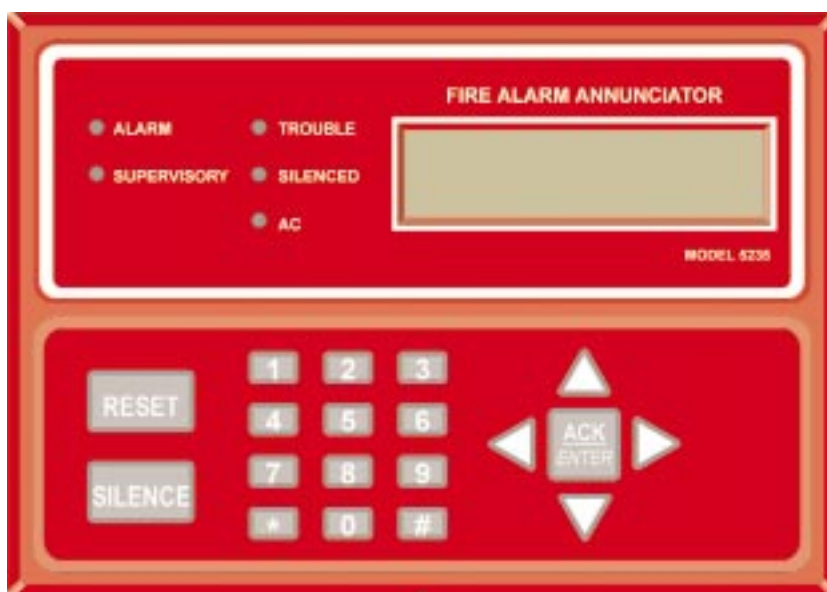 FIRE ALARM ANNUNCIATOR
ALARM
TROUBLE
SUPERVISORY
SILENCED
AC
MODEL 5235
RESET
SILENCE
1 2 3
4 5 6
7 8 9
* 0 #
ACK
ENTER